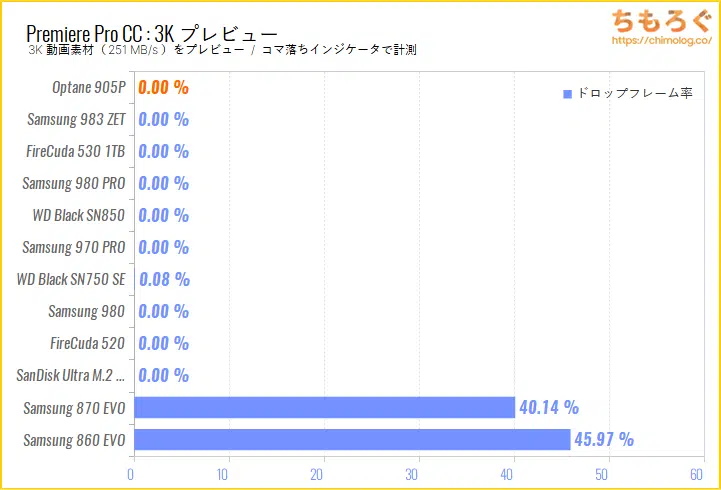 Premiere Pro CC : 3K プレビュー
3K 動画素材（ 251 MB/s ）をプレビュー / コマ落ちインジケータで計測
ちもろぐ
https://chimolog.co/
ドロップフレーム率
Optane 905P 0.00 %
Samsung 983 ZET 0.00 %
FireCuda 530 1TB 0.00 %
Samsung 980 PRO 0.00 %
WD Black SN850 0.00 %
Samsung 970 PRO 0.00 %
WD Black SN750 SE 0.08 %
Samsung 980 0.00 %
FireCuda 520 0.00 %
SanDisk Ultra M.2 ... 0.00 %
Samsung 870 EVO 40.14 %
Samsung 860 EVO 45.97 %
0 10 20 30 40 50 60